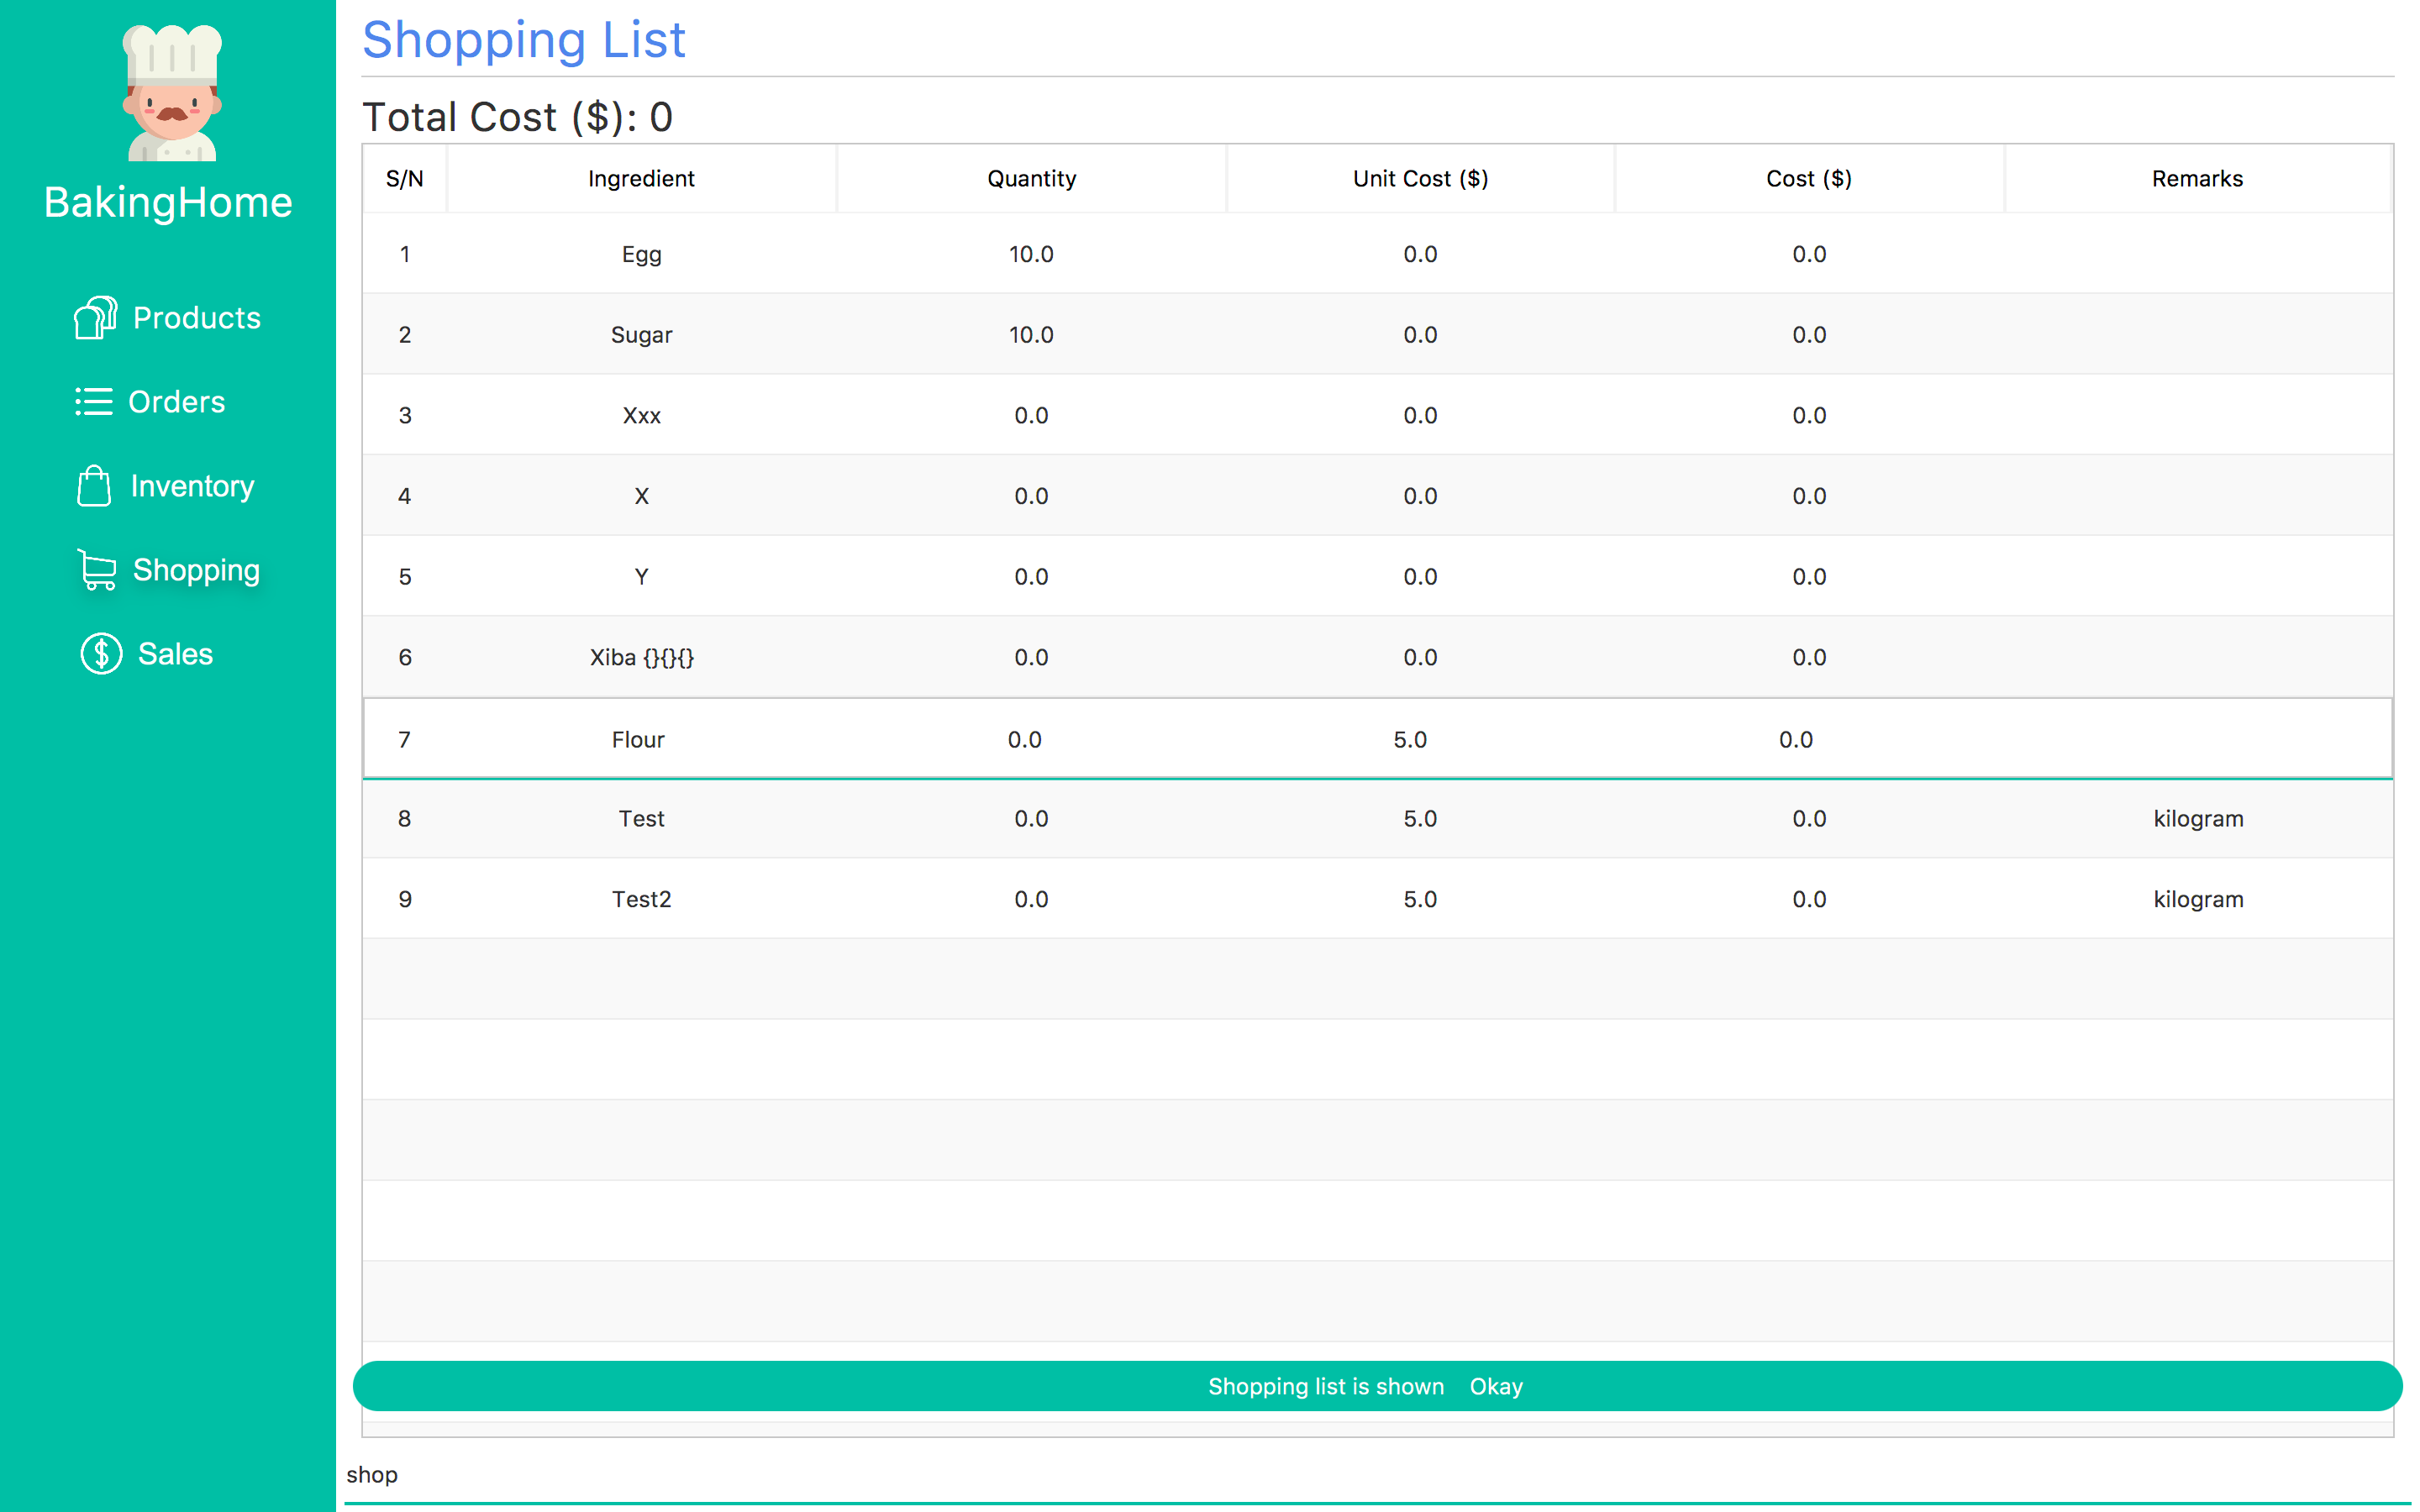 BakingHome
Products
Orders
Inventory
Shopping
Sales
Shopping List
Total Cost ($): 0
S/N Ingredient Quantity Unit Cost ($) Cost ($) Remarks
1 Egg 10.0 0.0 0.0
2 Sugar 10.0 0.0 0.0
3 Xxx 0.0 0.0 0.0
4 X 0.0 0.0 0.0
5 Y 0.0 0.0 0.0
6 Xiba {}{}{} 0.0 0.0 0.0
7 Flour 0.0 5.0 0.0
8 Test 0.0 5.0 0.0 kilogram
9 Test2 0.0 5.0 0.0 kilogram
Shopping list is shown Okay
shop